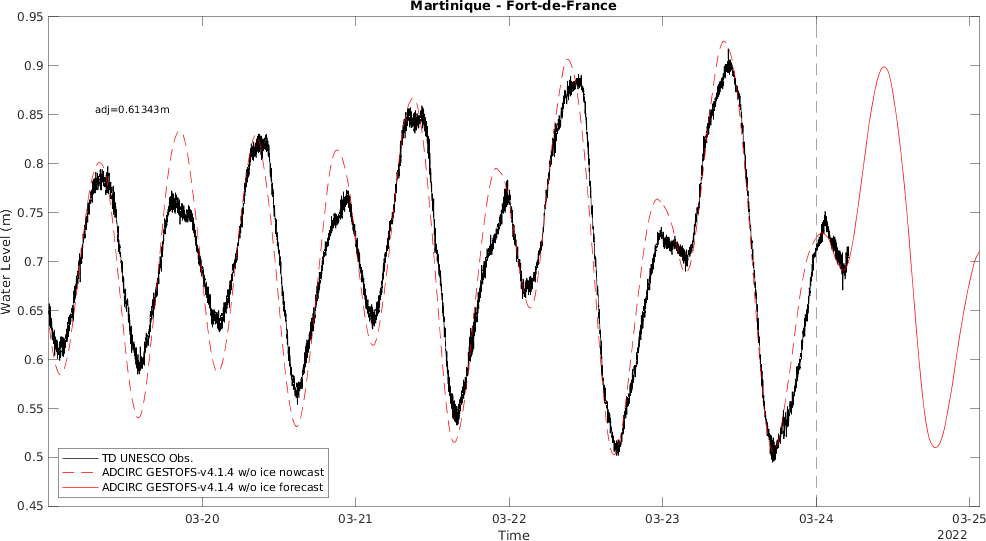 Martinique - Fort-de-France
0.95
0.9
0.85
0.8
0.75
0.7
0.65
0.6
0.55
0.5
0.45
Water Level (m)
adj=0.61343m
TD UNESCO Obs.
ADCIRC GESTOFS-v4.1.4 w/o ice nowcast
ADCIRC GESTOFS-v4.1.4 w/o ice forecast
03-20
03-21
03-22
03-23
03-24
03-25
Time
2022